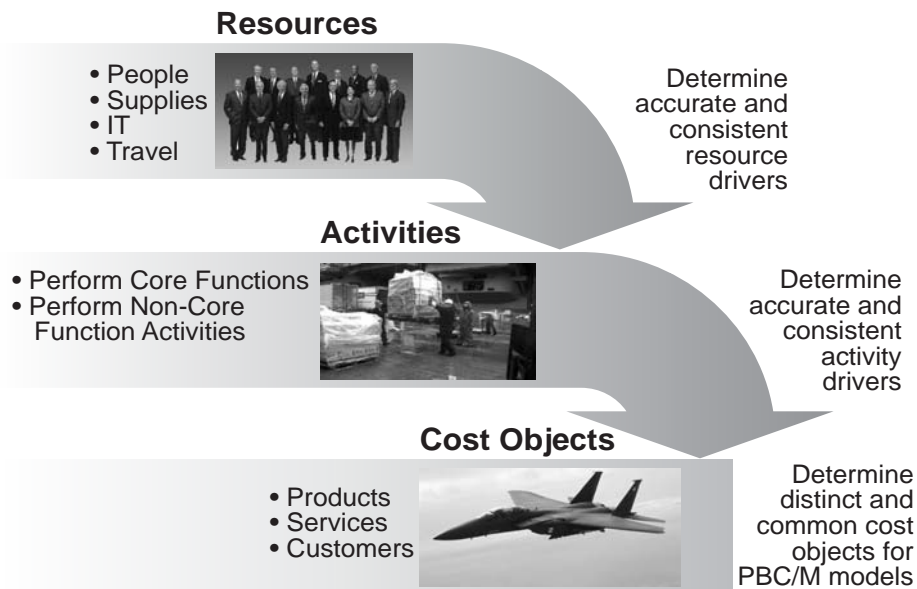 Resources
• People
• Supplies
• IT
• Travel
Determine
accurate and
consistent
resource
drivers
Activities
• Perform Core Functions
• Perform Non-Core
Function Activities
Determine
accurate and
consistent
activity
drivers
Cost Objects
• Products
• Services
• Customers
Determine
distinct and
common cost
objects for
PBC/M models